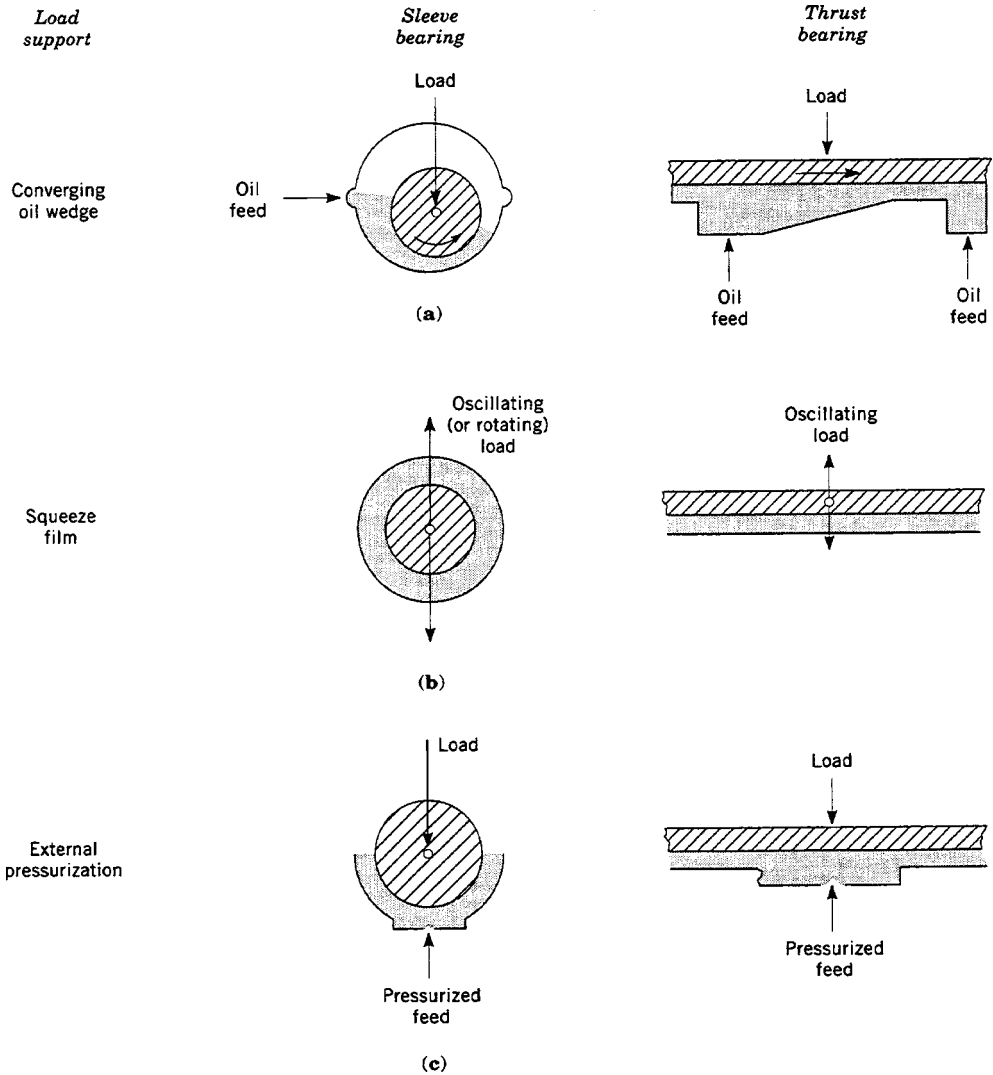 Load
support
Sleeve
bearing
Thrust
bearing
Converging
oil wedge
Load
Oil
feed
Load
Oil
feed
Oil
feed
(a)
Squeeze
film
Oscillating
(or rotating)
load
Oscillating
load
(b)
External
pressurization
Load
Pressurized
feed
Load
Pressurized
feed
(c)